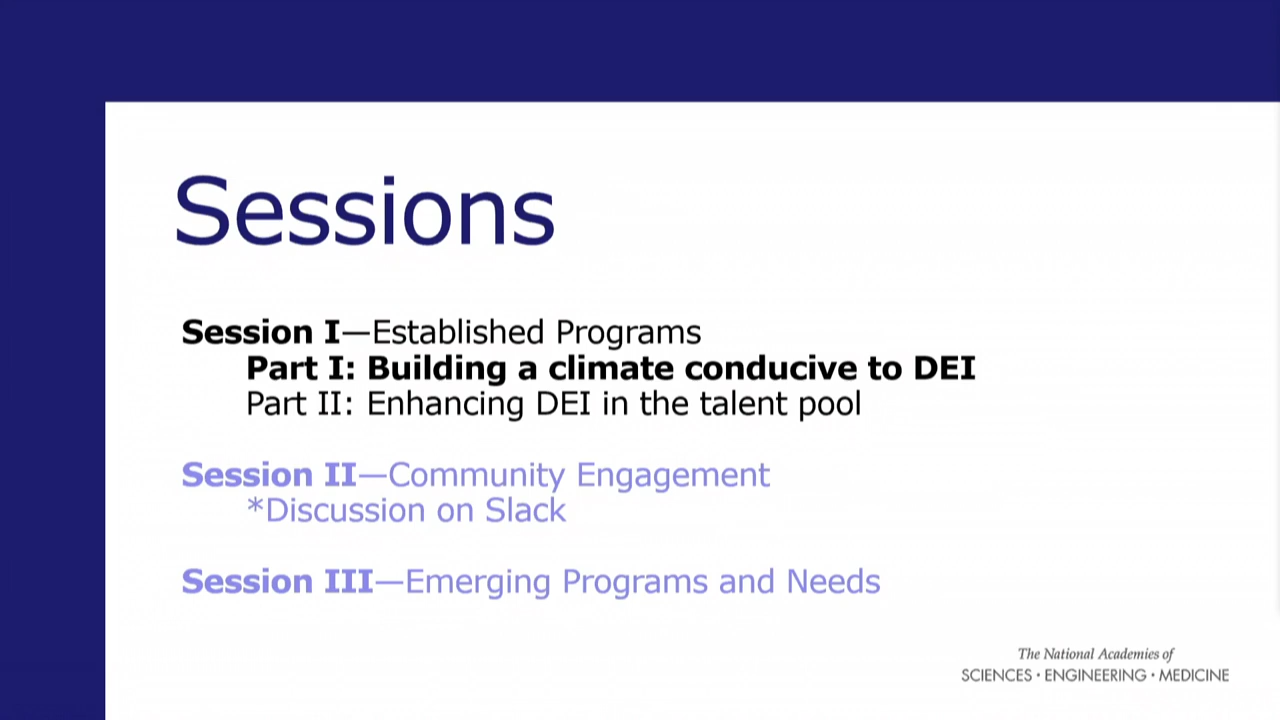 Sessions
Session I—Established Programs
Part I: Building a climate conducive to DEI
Part II: Enhancing DEI in the talent pool
Session II—Community Engagement
*Discussion on Slack
Session III—Emerging Programs and Needs
The National Academies of
SCIENCES · ENGINEERING · MEDICINE